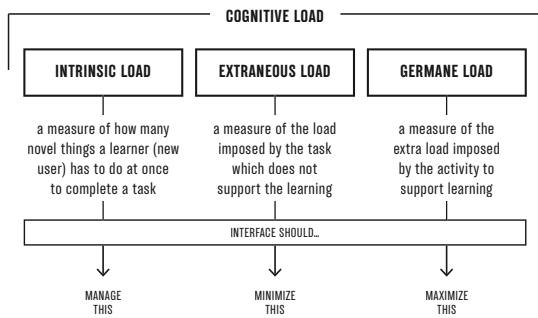 COGNITIVE LOAD
INTRINSIC LOAD
a measure of how many
novel things a learner (new
user) has to do at once
to complete a task
EXTRANEOUS LOAD
a measure of the load
imposed by the task
which does not
support the learning
GERMANE LOAD
a measure of the
extra load imposed
by the activity to
support learning
INTERFACE SHOULD...
MANAGE
THIS
MINIMIZE
THIS
MAXIMIZE
THIS